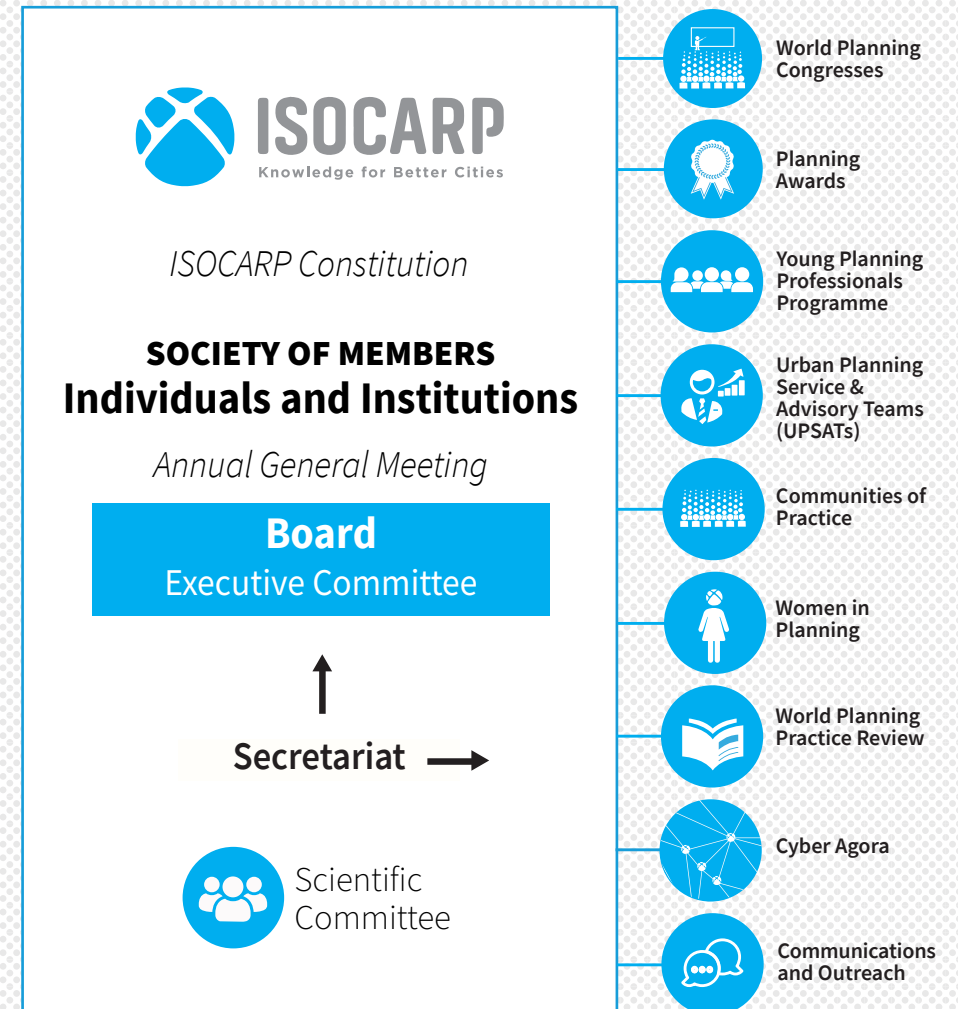 ISOCARP
Knowledge for Better Cities
ISOCARP Constitution
SOCIETY OF MEMBERS
Individuals and Institutions
Annual General Meeting
Board
Executive Committee
Secretariat
Scientific
Committee
World Planning
Congresses
Planning
Awards
Young Planning
Professionals
Programme
Urban Planning
Service &
Advisory Teams
(UPSATs)
Communities of
Practice
Women in
Planning
World Planning
Practice Review
Cyber Agora
Communications
and Outreach